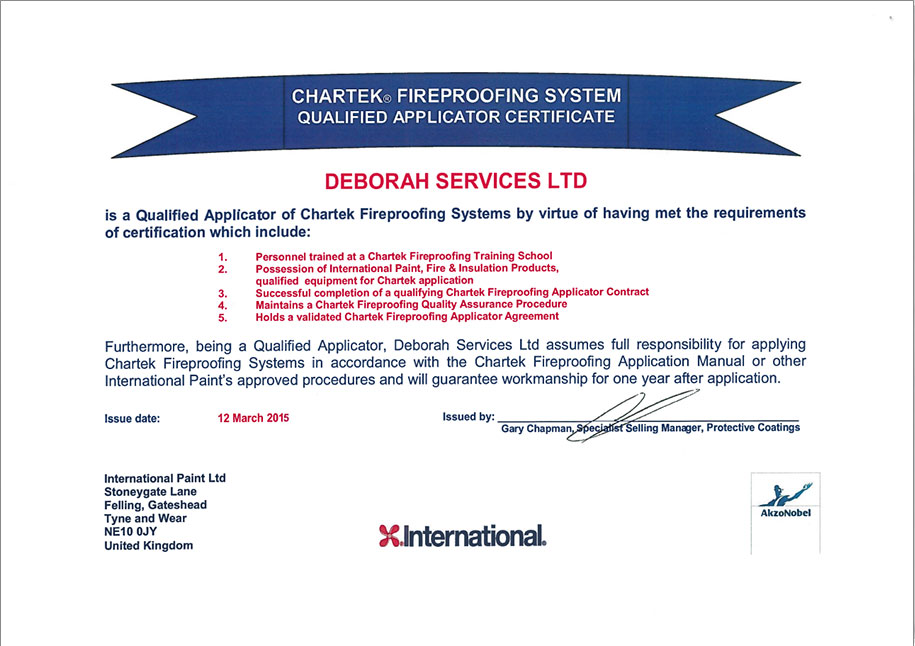 CHARTEK® FIREPROOFING SYSTEM
QUALIFIED APPLICATOR CERTIFICATE
DEBORAH SERVICES LTD
is a Qualified Applicator of Chartek Fireproofing Systems by virtue of having met the requirements
of certification which include:
1. Personnel trained at a Chartek Fireproofing Training School
2. Possession of International Paint, Fire & Insulation Products,
qualified equipment for Chartek application
3. Successful completion of a qualifying Chartek Fireproofing Applicator Contract
4. Maintains a Chartek Fireproofing Quality Assurance Procedure
5. Holds a validated Chartek Fireproofing Applicator Agreement
Furthermore, being a Qualified Applicator, Deborah Services Ltd assumes full responsibility for applying
Chartek Fireproofing Systems in accordance with the Chartek Fireproofing Application Manual or other
International Paint's approved procedures and will guarantee workmanship for one year after application.
Issue date: 12 March 2015 Issued by:
Gary Chapman, Specialist Selling Manager, Protective Coatings
International Paint Ltd
Stoneygate Lane
Felling, Gateshead
Tyne and Wear
NE10 0JY
United Kingdom
International.
AkzoNobel